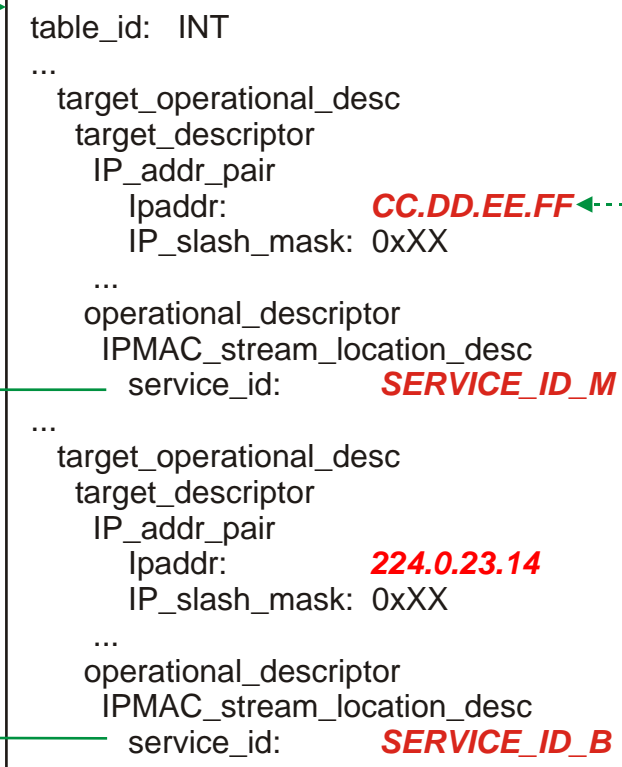 table_id: INT
...
target_operational_desc
target_descriptor
IP_addr_pair
Ipaddr: CC.DD.EE.FF
IP_slash_mask: 0xXX
...
operational_descriptor
IPMAC_stream_location_desc
service_id: SERVICE_ID_M
...
target_operational_desc
target_descriptor
IP_addr_pair
Ipaddr: 224.0.23.14
IP_slash_mask: 0xXX
...
operational_descriptor
IPMAC_stream_location_desc
service_id: SERVICE_ID_B